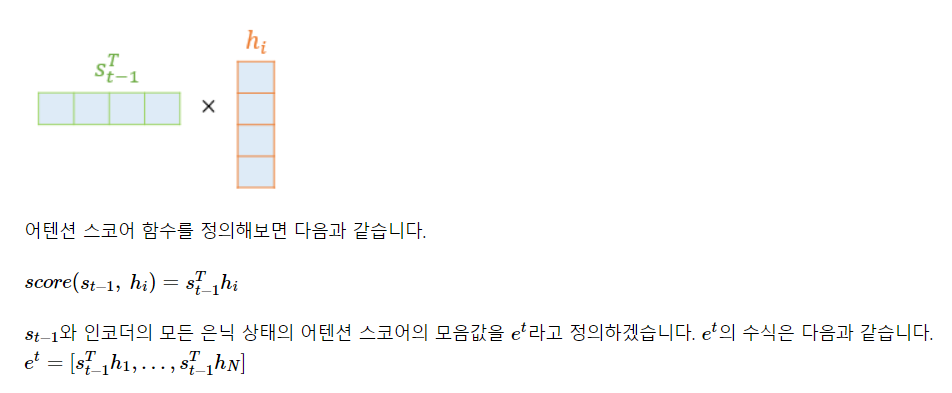 h_i
s_{t-1}^T
×
어텐션 스코어 함수를 정의해보면 다음과 같습니다.
score(s_{t-1}, h_i) = s_{t-1}^T h_i
s_{t-1}와 인코더의 모든 은닉 상태의 어텐션 스코어의 모음값을 e^t라고 정의하겠습니다. e^t의 수식은 다음과 같습니다.
e^t = [s_{t-1}^T h_1, . . . , s_{t-1}^T h_N]